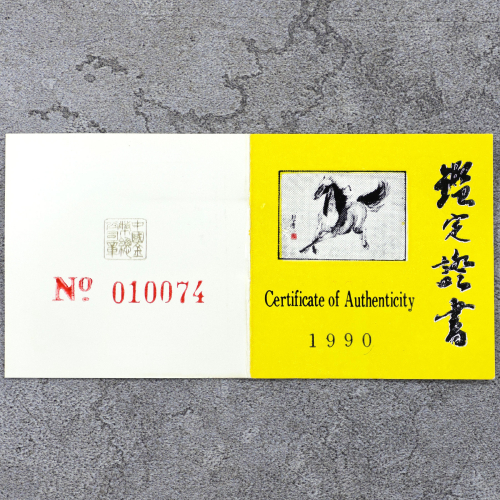 Nº 010074
鑑定證書
Certificate of Authenticity
1990